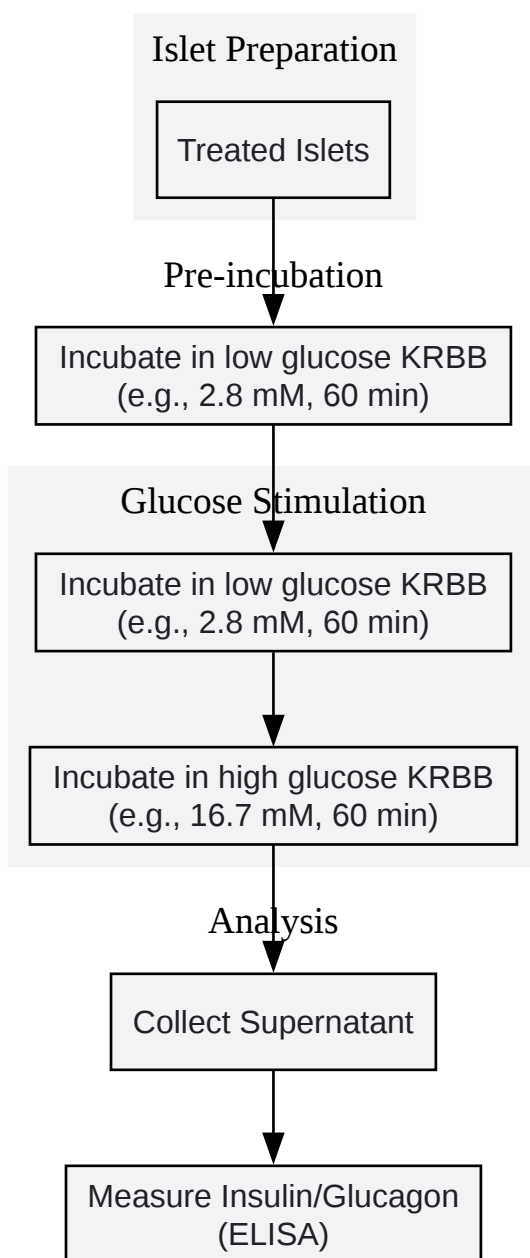 Islet Preparation
Treated Islets
Pre-incubation
Incubate in low glucose KRBB
(e.g., 2.8 mM, 60 min)
Glucose Stimulation
Incubate in low glucose KRBB
(e.g., 2.8 mM, 60 min)
Incubate in high glucose KRBB
(e.g., 16.7 mM, 60 min)
Analysis
Collect Supernatant
Measure Insulin/Glucagon
(ELISA)